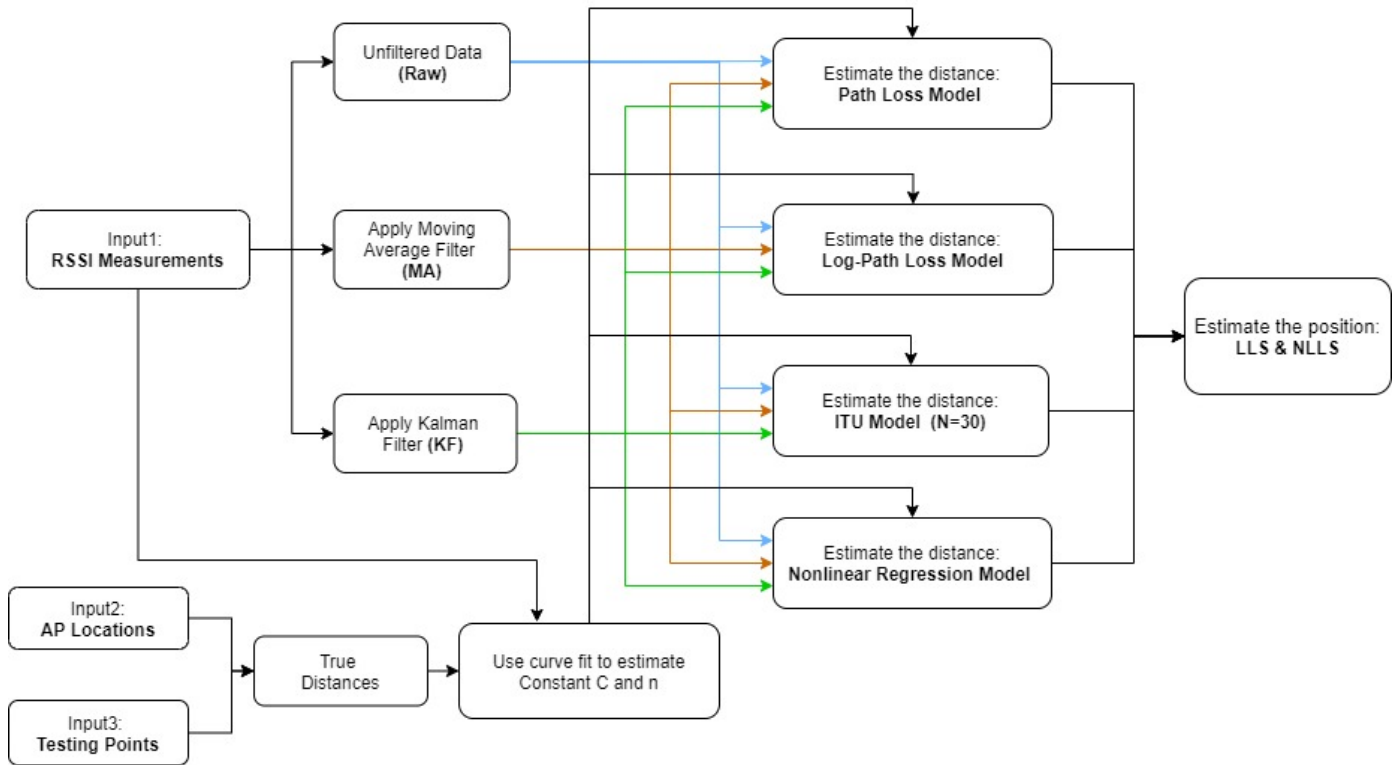 Unfiltered Data
(Raw)
Estimate the distance:
Path Loss Model
Input1:
RSSI Measurements
Apply Moving
Average Filter
(MA)
Estimate the distance:
Log-Path Loss Model
Estimate the position:
LLS & NLLS
Apply Kalman
Filter (KF)
Estimate the distance:
ITU Model (N=30)
Estimate the distance:
Nonlinear Regression Model
Input2:
AP Locations
True
Distances
Use curve fit to estimate
Constant C and n
Input3:
Testing Points